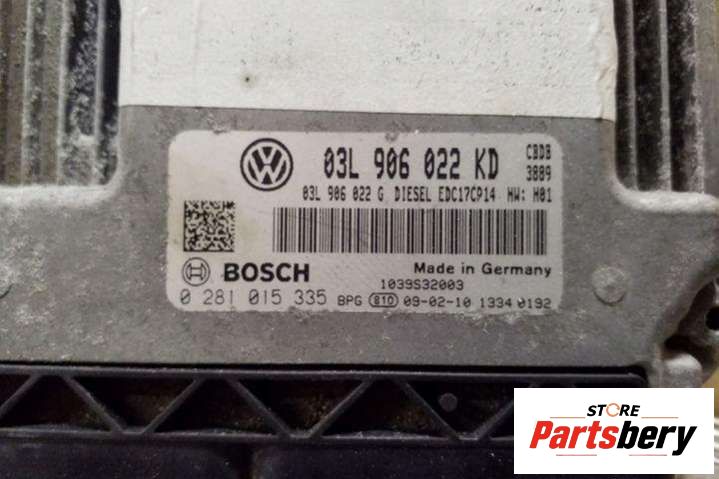 03L 906 022 KD CBDB
3889
03L 906 022 G DIESEL EDC17CP14 HW: H01
BOSCH Made in Germany
1039S32003
0 281 015 335 BPG 810 09-02-10 1334 0192
STORE
Partsbery